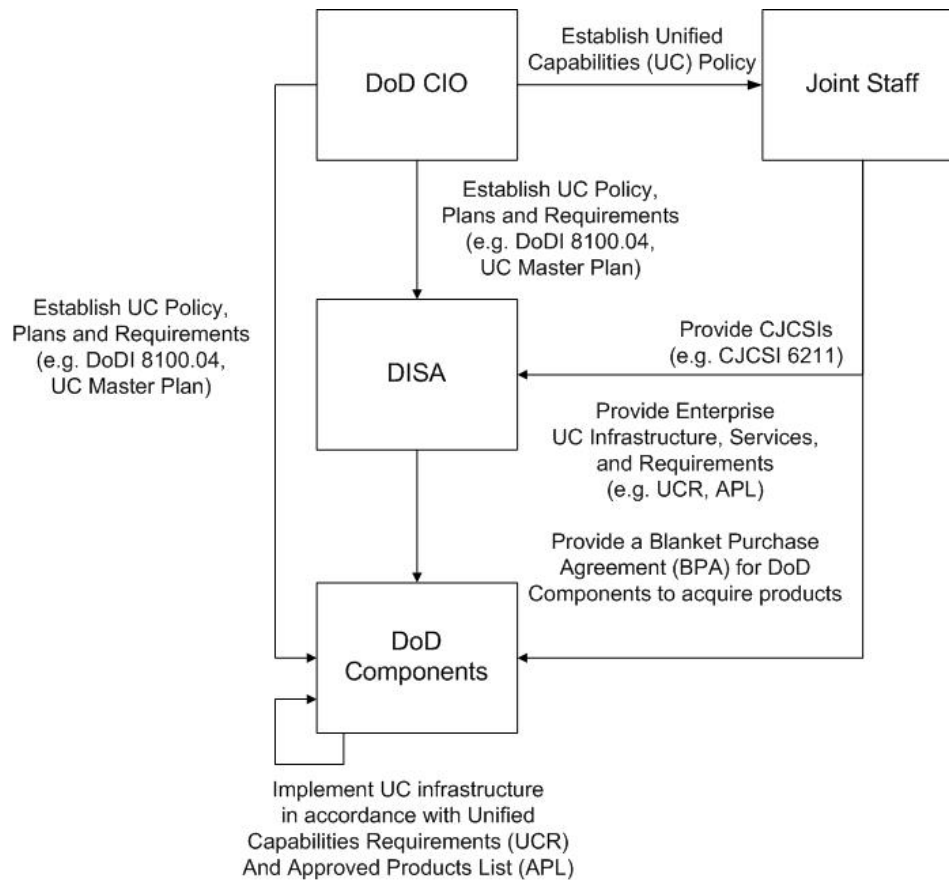 Establish Unified
Capabilities (UC) Policy
DoD CIO
Joint Staff
Establish UC Policy,
Plans and Requirements
(e.g. DoDI 8100.04,
UC Master Plan)
Establish UC Policy,
Plans and Requirements
(e.g. DoDI 8100.04,
UC Master Plan)
DISA
Provide CJCSIs
(e.g. CJCSI 6211)
Provide Enterprise
UC Infrastructure, Services,
and Requirements
(e.g. UCR, APL)
Provide a Blanket Purchase
Agreement (BPA) for DoD
Components to acquire products
DoD
Components
Implement UC infrastructure
in accordance with Unified
Capabilities Requirements (UCR)
And Approved Products List (APL)